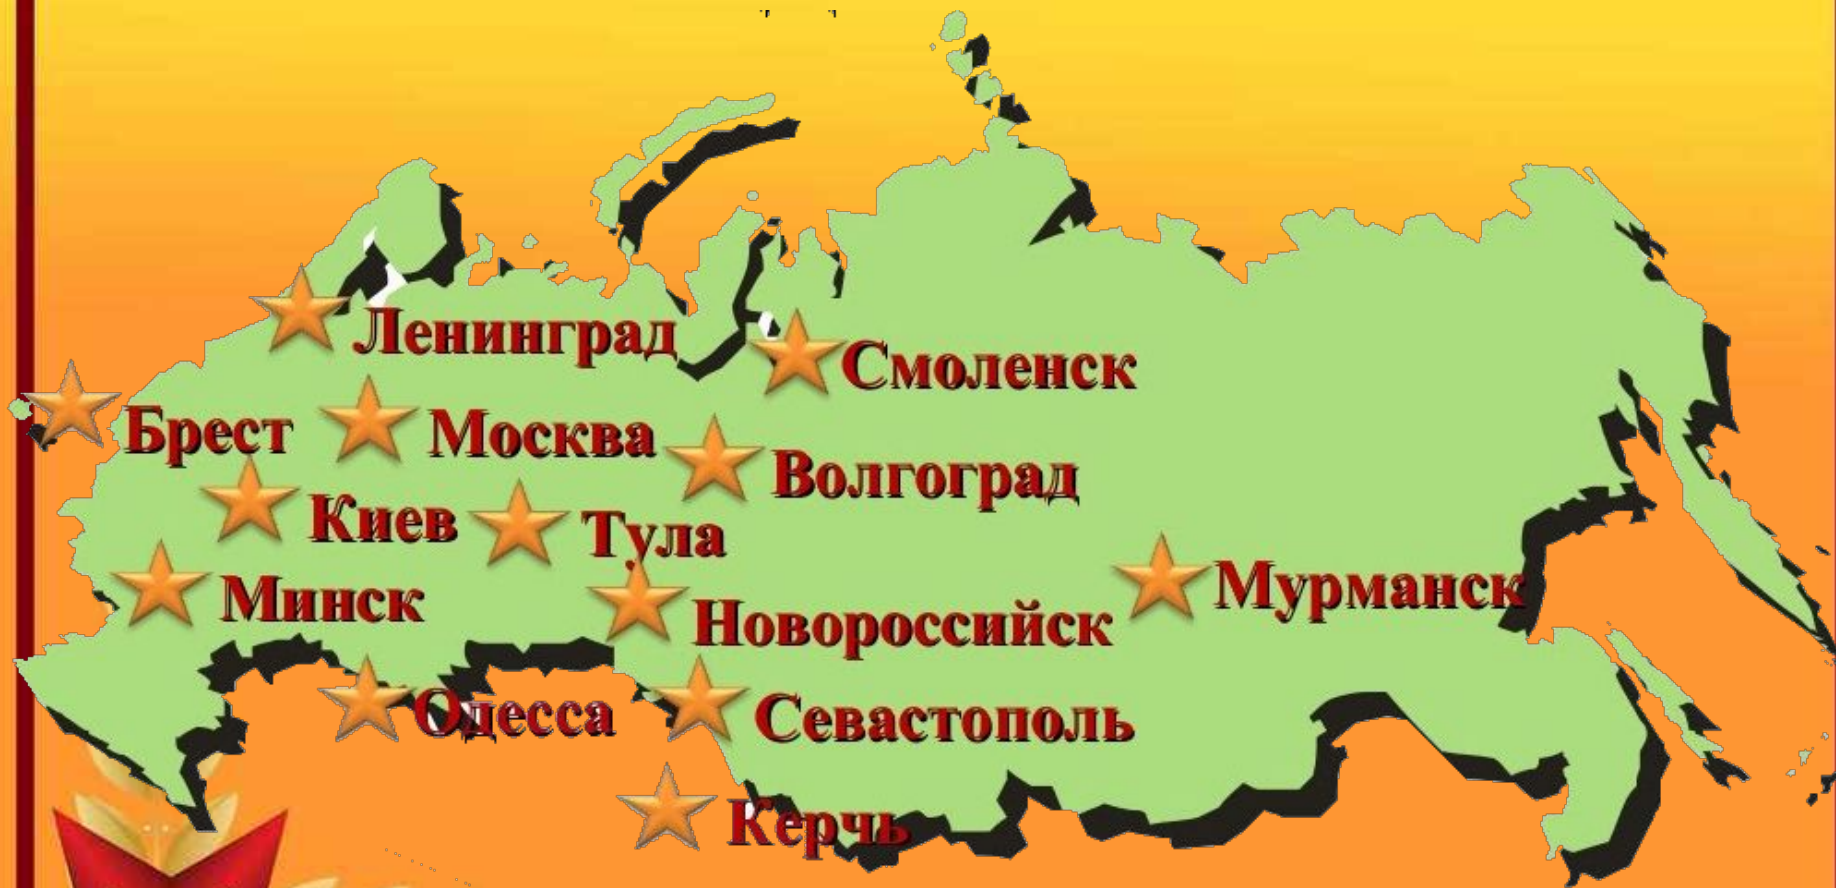 Ленинград
Смоленск
Брест
Москва
Волгоград
Киев
Тула
Мурманск
Минск
Новороссийск
Одесса
Севастополь
Керчь